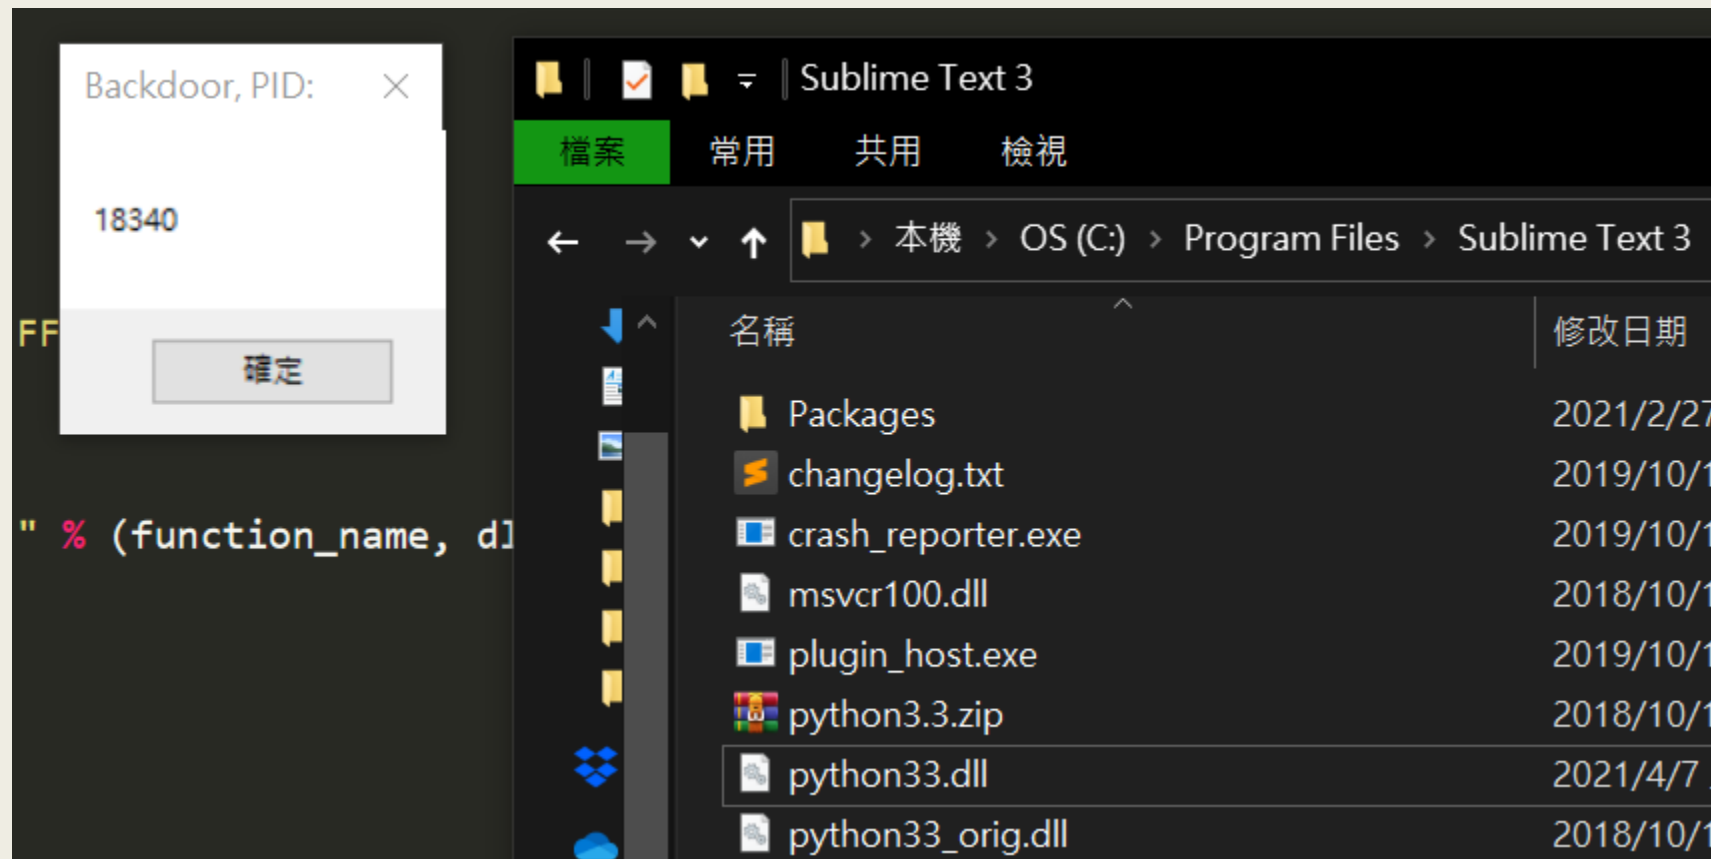 Backdoor, PID:
18340
確定
FF
" % (function_name, dl
Sublime Text 3
檔案 常用 共用 檢視
本機 > OS (C:) > Program Files > Sublime Text 3
名稱 修改日期
Packages 2021/2/27
changelog.txt 2019/10/1
crash_reporter.exe 2019/10/1
msvcr100.dll 2018/10/1
plugin_host.exe 2019/10/1
python3.3.zip 2018/10/1
python33.dll 2021/4/7
python33_orig.dll 2018/10/1